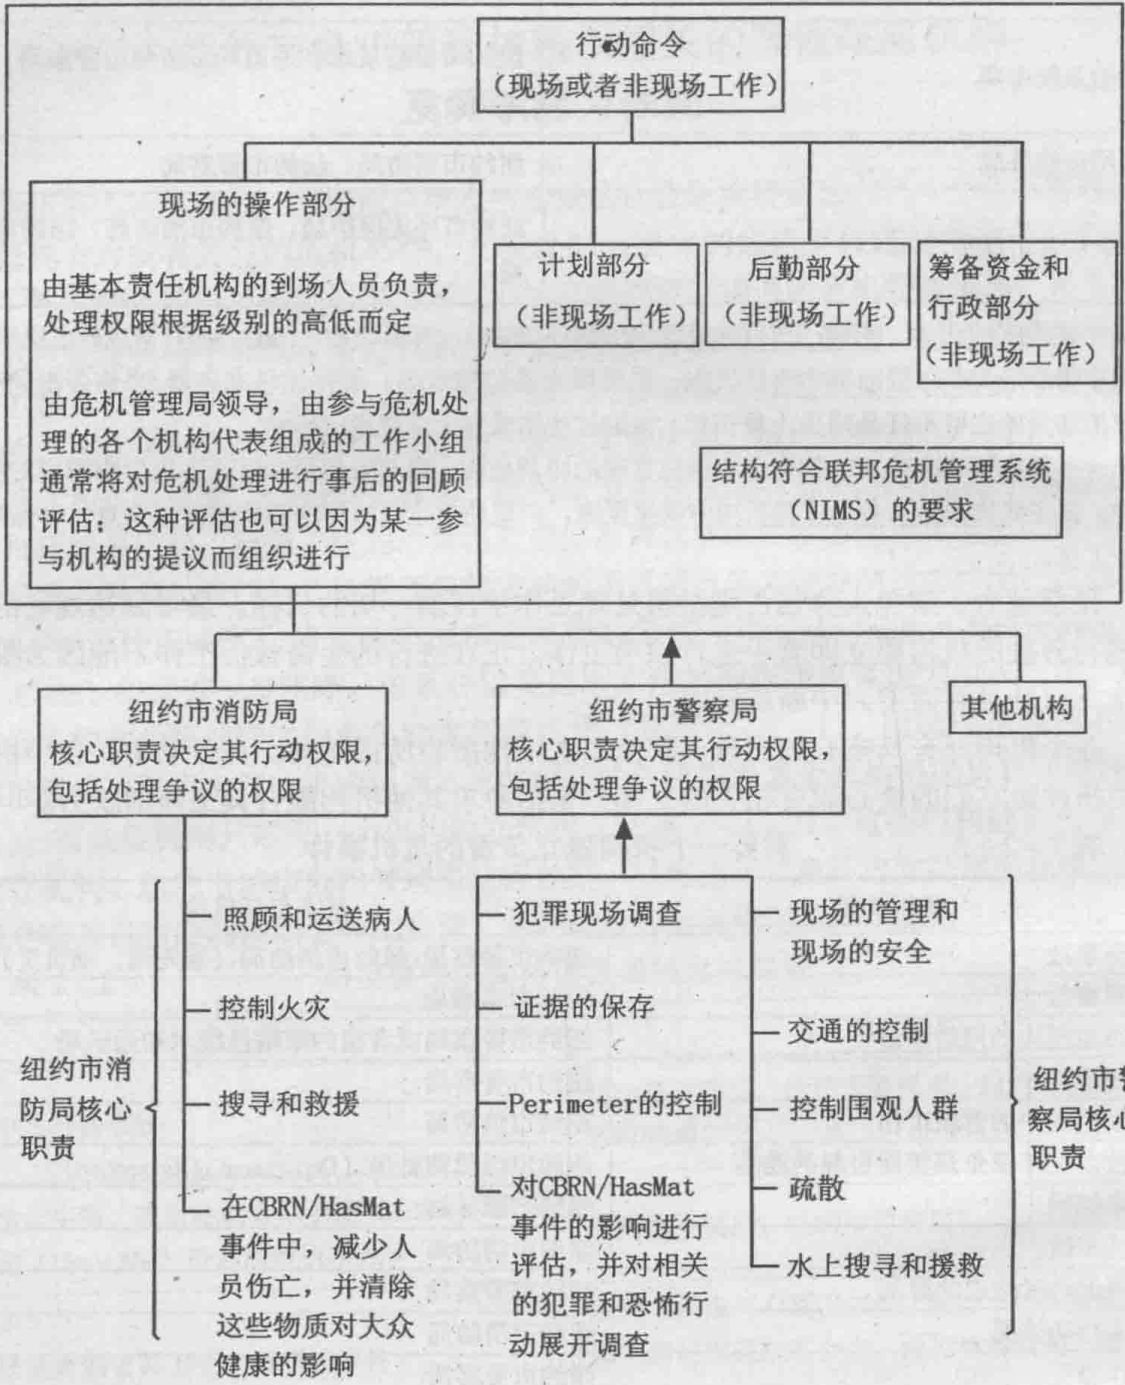 行动命令
(现场或者非现场工作)
现场的操作部分
由基本责任机构的到场人员负责，
处理权限根据级别的高低而定
由危机管理局领导，由参与危机处
理的各个机构代表组成的工作小组
通常将对危机处理进行事后的回顾
评估；这种评估也可以因为某一参
与机构的提议而组织进行
计划部分
(非现场工作)
后勤部分
(非现场工作)
筹备资金和
行政部分
(非现场工作)
结构符合联邦危机管理系统
(NIMS) 的要求
纽约市消防局
核心职责决定其行动权限，
包括处理争议的权限
纽约市警察局
核心职责决定其行动权限，
包括处理争议的权限
其他机构
纽约市消
防局核心
职责
照顾和运送病人
控制火灾
搜寻和救援
在CBRN/HasMat
事件中，减少人
员伤亡，并清除
这些物质对大众
健康的影响
犯罪现场调查
证据的保存
Perimeter的控制
对CBRN/HasMat
事件的影响进行
评估，并对相关
的犯罪和恐怖行
动展开调查
现场的管理和
现场的安全
交通的控制
控制围观人群
疏散
水上搜寻和援救
纽约市警
察局核心
职责